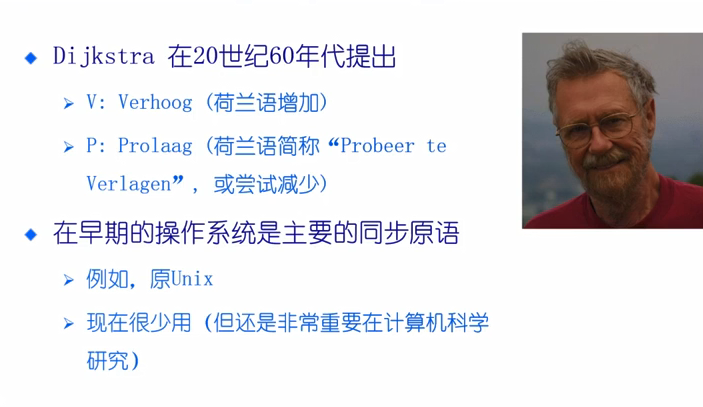 Dijkstra 在20世纪60年代提出
V: Verhoog (荷兰语增加)
P: Prolaag (荷兰语简称“Probeer te
Verlagen”, 或尝试减少)
在早期的操作系统是主要的同步原语
例如, 原Unix
现在很少用 (但还是非常重要在计算机科学
研究)